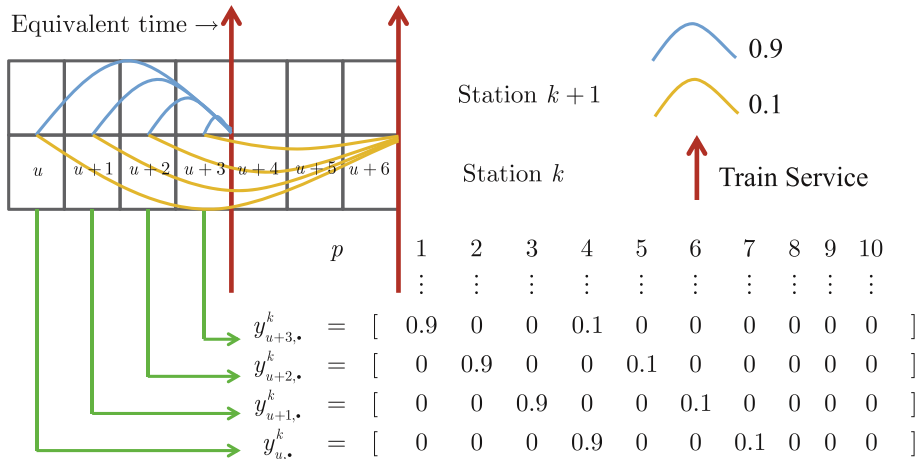 Equivalent time →
0.9
Station k + 1
0.1
u u + 1 u + 2 u + 3 u + 4 u + 5 u + 6
Station k
Train Service
p 1 2 3 4 5 6 7 8 9 10
⋮ ⋮ ⋮ ⋮ ⋮ ⋮ ⋮ ⋮ ⋮ ⋮
y^k_{u+3,•} = [ 0.9 0 0 0.1 0 0 0 0 0 0 ]
y^k_{u+2,•} = [ 0 0.9 0 0 0.1 0 0 0 0 0 ]
y^k_{u+1,•} = [ 0 0 0.9 0 0 0.1 0 0 0 0 ]
y^k_{u,•} = [ 0 0 0 0.9 0 0 0.1 0 0 0 ]